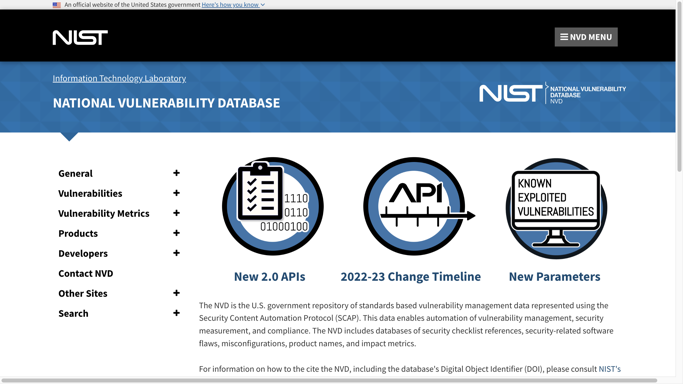 An official website of the United States government Here's how you know
NIST
NVD MENU
Information Technology Laboratory
NATIONAL VULNERABILITY DATABASE
NIST
NATIONAL VULNERABILITY
DATABASE
NVD
General
Vulnerabilities
Vulnerability Metrics
Products
Developers
Contact NVD
Other Sites
Search
1110
0110
01000100
New 2.0 APIs
API
2022-23 Change Timeline
KNOWN
EXPLOITED
VULNERABILITIES
New Parameters
The NVD is the U.S. government repository of standards based vulnerability management data represented using the
Security Content Automation Protocol (SCAP). This data enables automation of vulnerability management, security
measurement, and compliance. The NVD includes databases of security checklist references, security-related software
flaws, misconfigurations, product names, and impact metrics.
For information on how to the cite the NVD, including the database's Digital Object Identifier (DOI), please consult NIST's